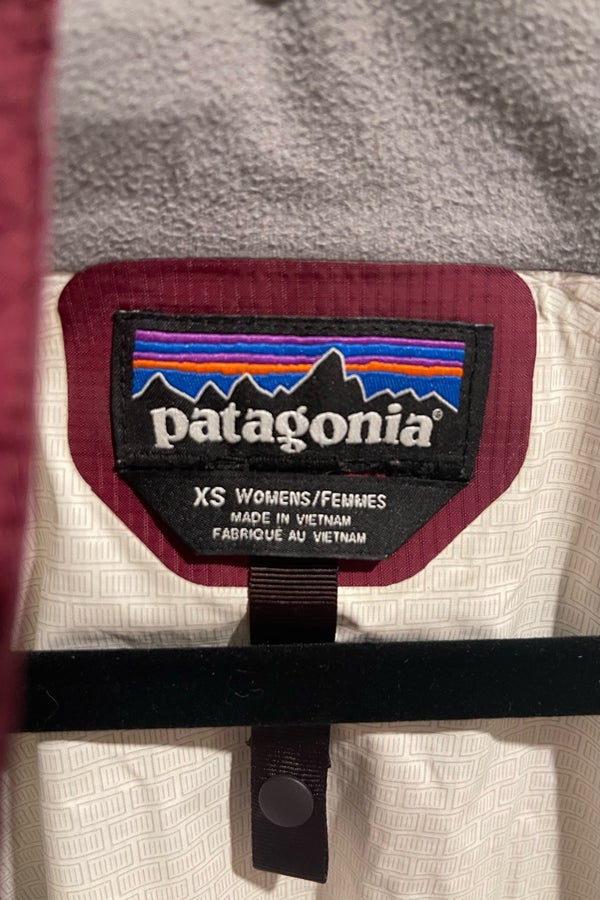 patagonia®
XS WOMENS/FEMMES
MADE IN VIETNAM
FABRIQUÉ AU VIETNAM